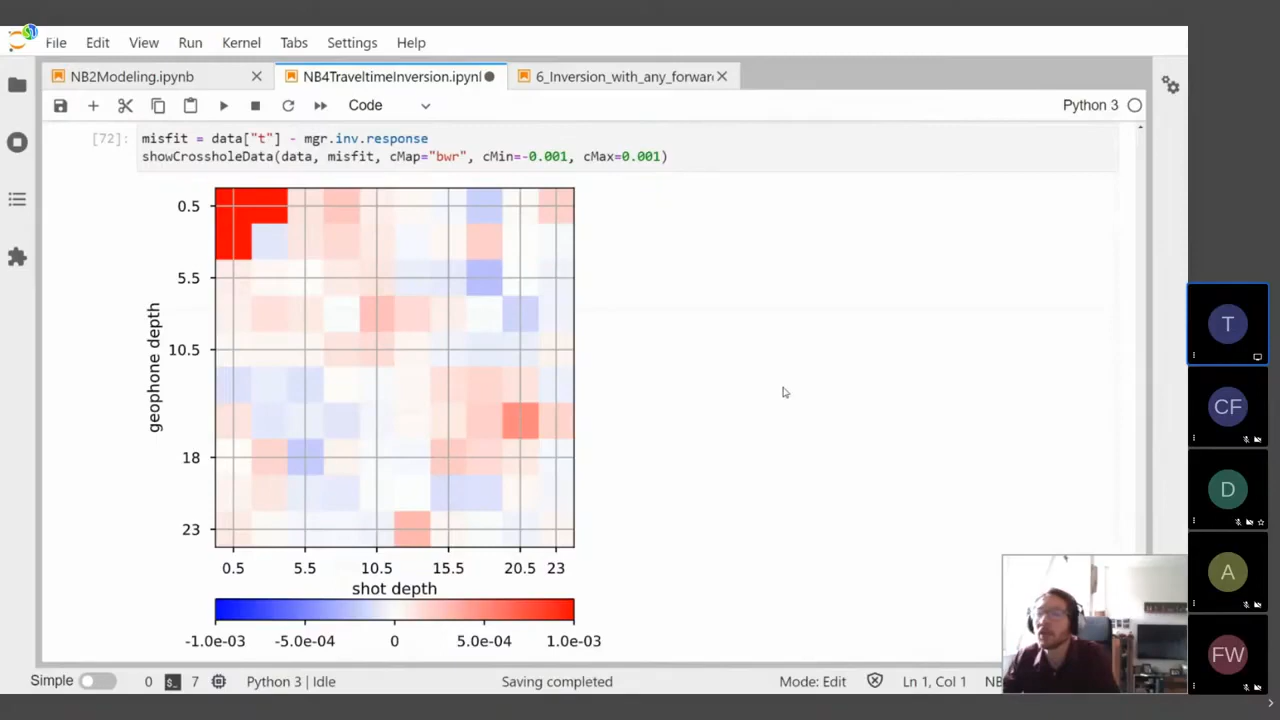 File Edit View Run Kernel Tabs Settings Help
NB2Modeling.ipynb NB4TraveltimeInversion.ipynl 6_Inversion_with_any_forwar
Code Python 3
[72]: misfit = data["t"] - mgr.inv.response
showCrossholeData(data, misfit, cMap="bwr", cMin=-0.001, cMax=0.001)
0.5
5.5
10.5
18
23
geophone depth
0.5 5.5 10.5 15.5 20.5 23
shot depth
-1.0e-03 -5.0e-04 0 5.0e-04 1.0e-03
Simple 0 7 Python 3 | Idle Saving completed Mode: Edit Ln 1, Col 1 NB
T
CF
D
A
FW